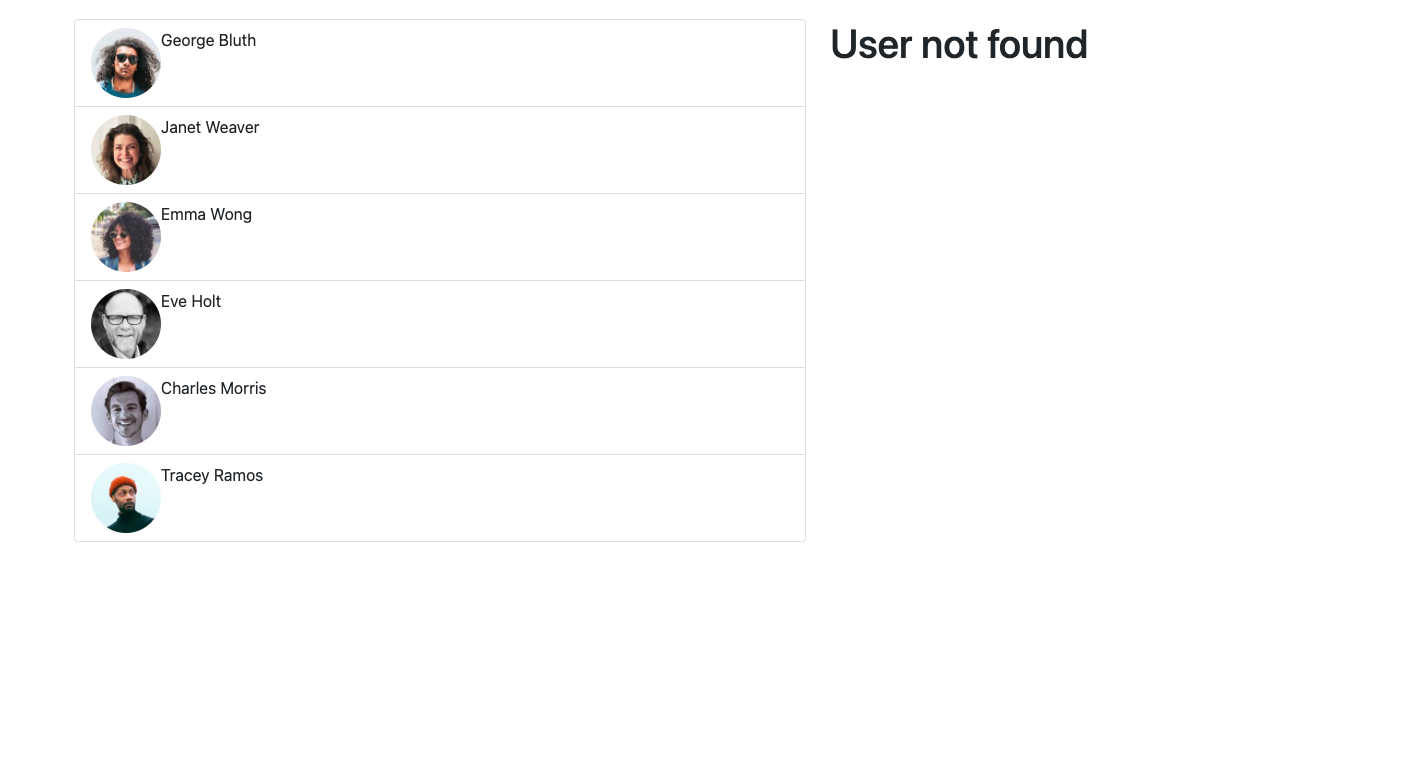 George Bluth
Janet Weaver
Emma Wong
Eve Holt
Charles Morris
Tracey Ramos
User not found